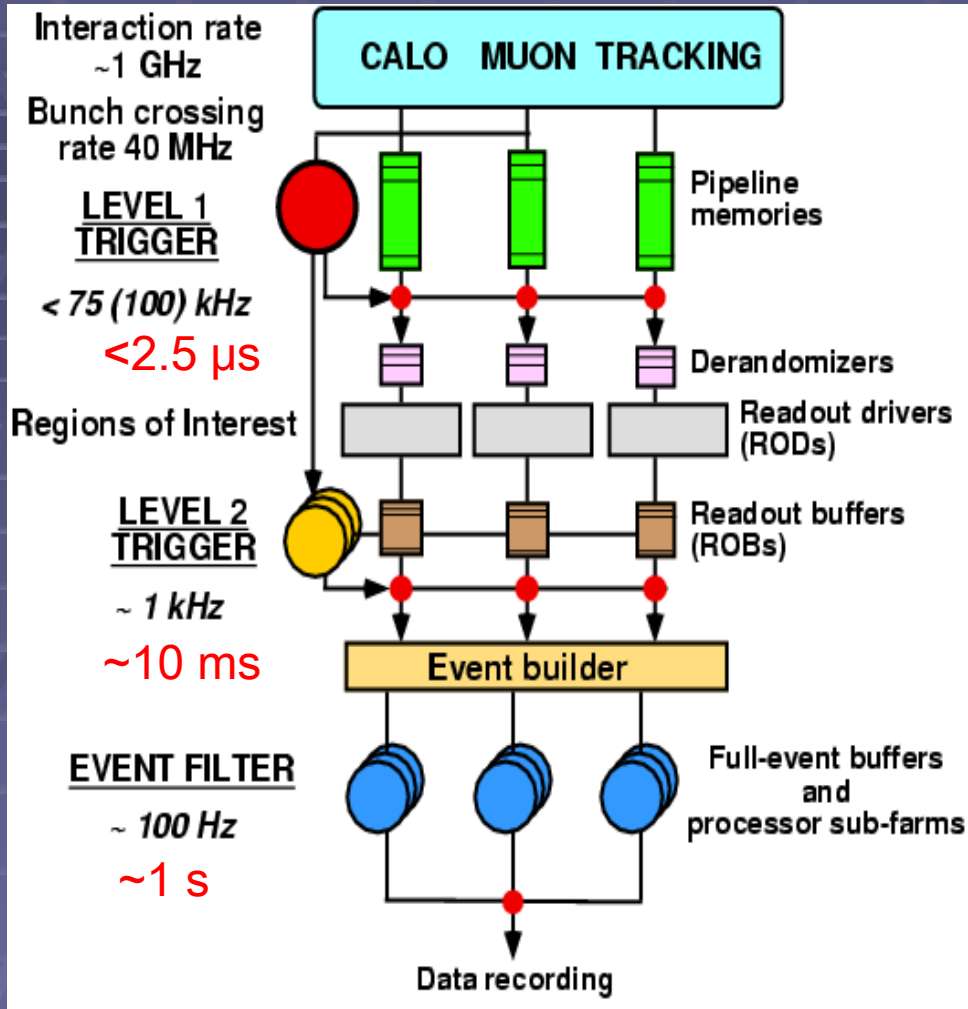 Interaction rate
~1 GHz
Bunch crossing
rate 40 MHz
CALO MUON TRACKING
LEVEL 1
TRIGGER
< 75 (100) kHz
<2.5 µs
Pipeline
memories
Derandomizers
Regions of Interest
Readout drivers
(RODs)
LEVEL 2
TRIGGER
~ 1 kHz
~10 ms
Readout buffers
(ROBs)
Event builder
EVENT FILTER
~ 100 Hz
~1 s
Full-event buffers
and
processor sub-farms
Data recording